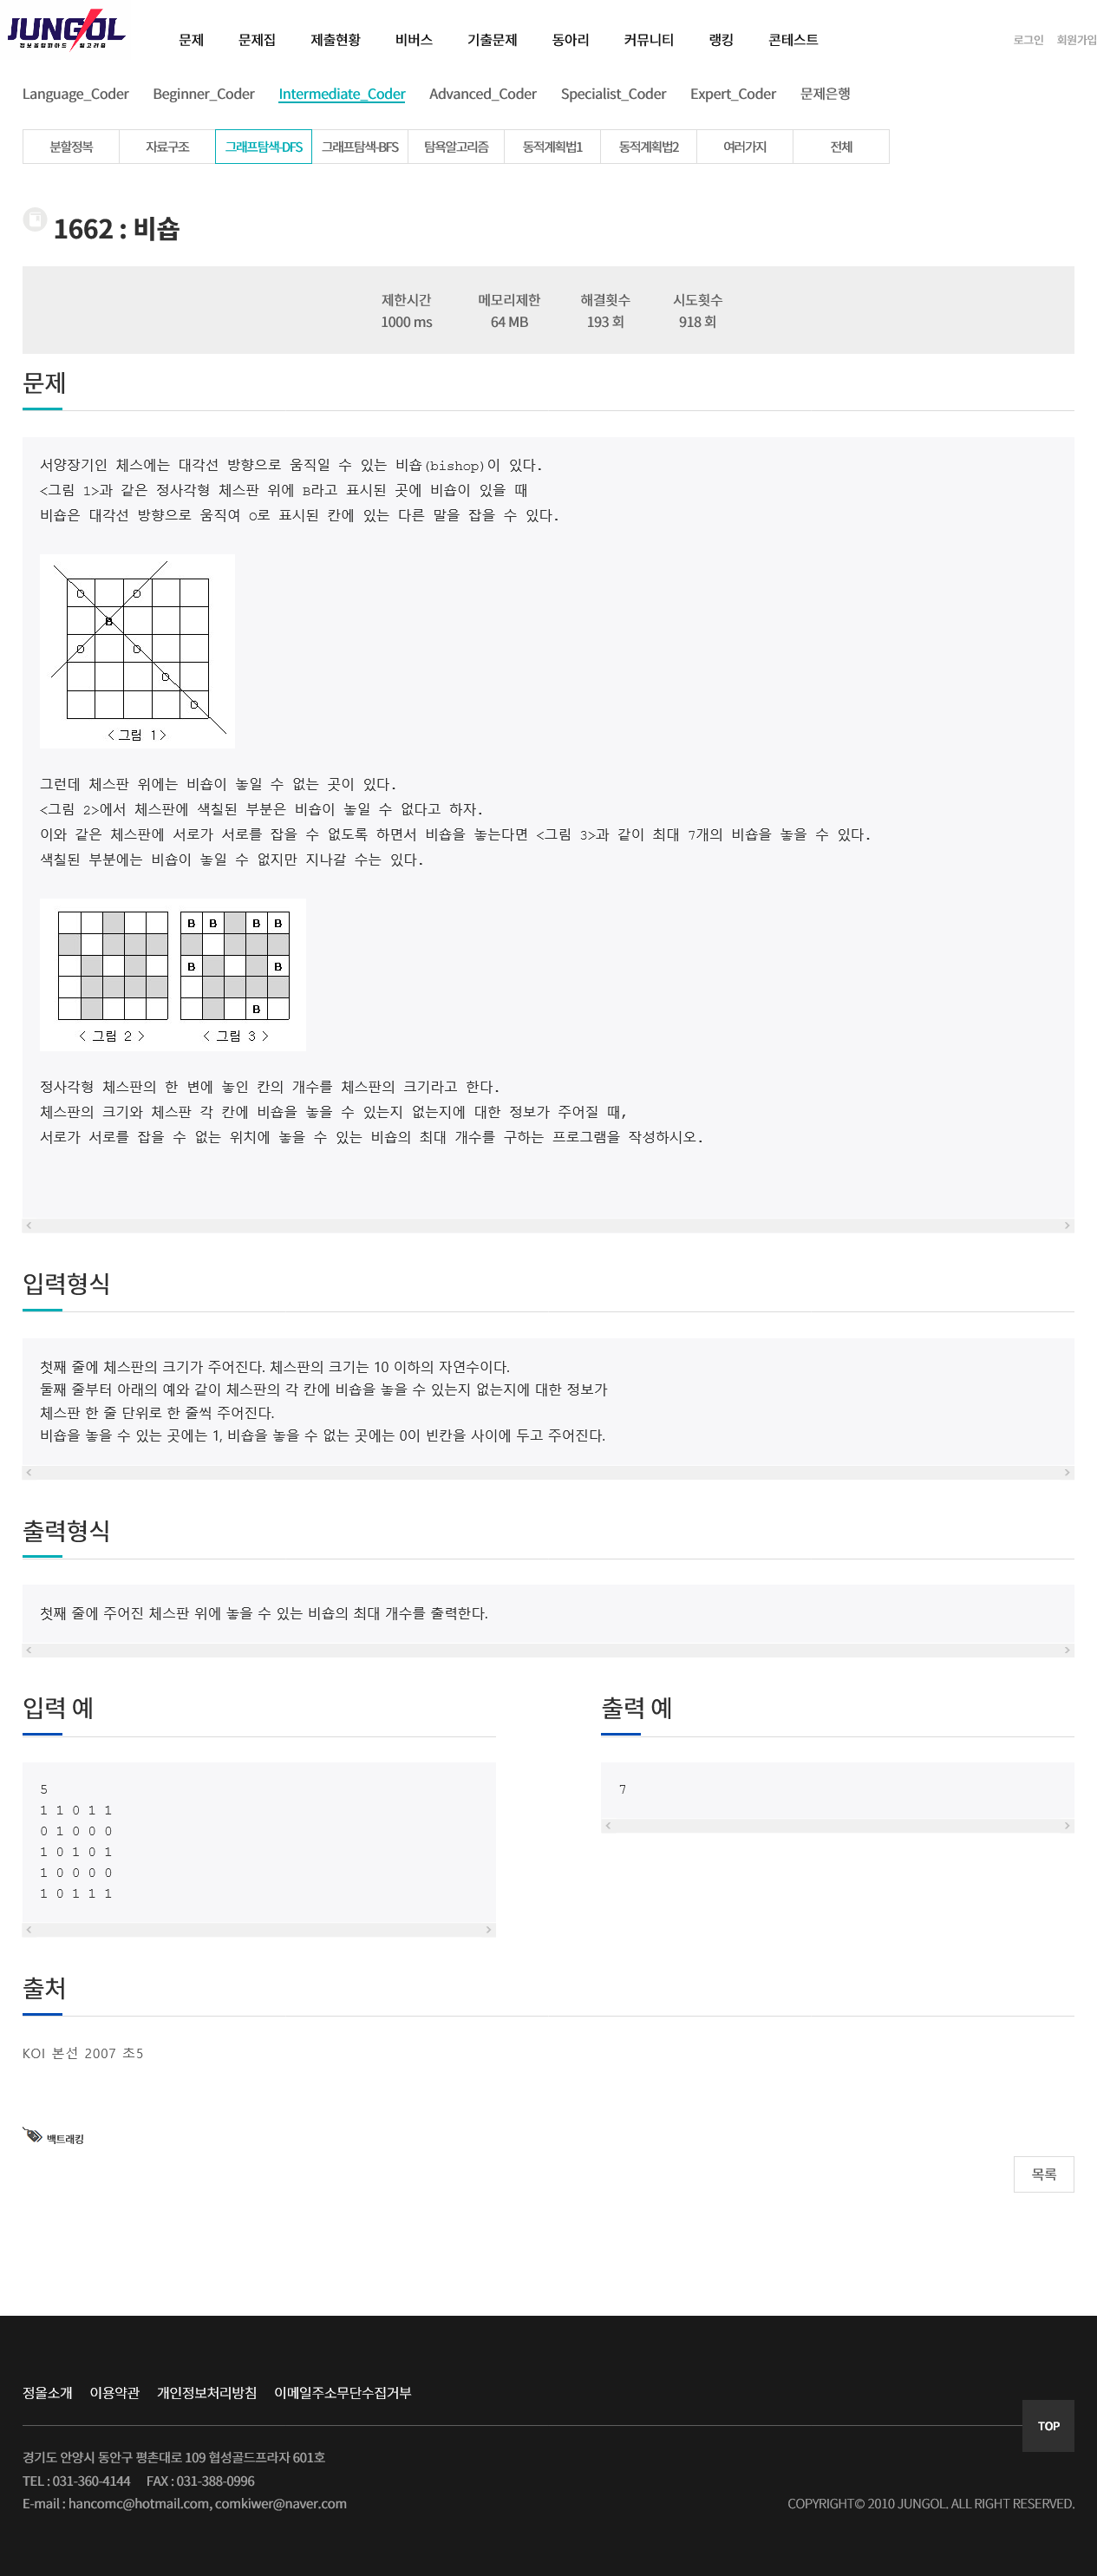 JUNGOL
정보올림피아드 알고리즘
문제 문제집 제출현황 비버스 기출문제 동아리 커뮤니티 랭킹 콘테스트 로그인 회원가입
Language_Coder Beginner_Coder Intermediate_Coder Advanced_Coder Specialist_Coder Expert_Coder 문제은행
분할정복 자료구조 그래프탐색-DFS 그래프탐색-BFS 탐욕알고리즘 동적계획법1 동적계획법2 여러가지 전체
1662 : 비숍
제한시간 메모리제한 해결횟수 시도횟수
1000 ms 64 MB 193 회 918 회
문제
서양장기인 체스에는 대각선 방향으로 움직일 수 있는 비숍(bishop)이 있다.
<그림 1>과 같은 정사각형 체스판 위에 B라고 표시된 곳에 비숍이 있을 때
비숍은 대각선 방향으로 움직여 O로 표시된 칸에 있는 다른 말을 잡을 수 있다.
O O
B
O O
O
O
< 그림 1 >
그런데 체스판 위에는 비숍이 놓일 수 없는 곳이 있다.
<그림 2>에서 체스판에 색칠된 부분은 비숍이 놓일 수 없다고 하자.
이와 같은 체스판에 서로가 서로를 잡을 수 없도록 하면서 비숍을 놓는다면 <그림 3>과 같이 최대 7개의 비숍을 놓을 수 있다.
색칠된 부분에는 비숍이 놓일 수 없지만 지나갈 수는 있다.
B B B B
B B
B
< 그림 2 > < 그림 3 >
정사각형 체스판의 한 변에 놓인 칸의 개수를 체스판의 크기라고 한다.
체스판의 크기와 체스판 각 칸에 비숍을 놓을 수 있는지 없는지에 대한 정보가 주어질 때,
서로가 서로를 잡을 수 없는 위치에 놓을 수 있는 비숍의 최대 개수를 구하는 프로그램을 작성하시오.
입력형식
첫째 줄에 체스판의 크기가 주어진다. 체스판의 크기는 10 이하의 자연수이다.
둘째 줄부터 아래의 예와 같이 체스판의 각 칸에 비숍을 놓을 수 있는지 없는지에 대한 정보가
체스판 한 줄 단위로 한 줄씩 주어진다.
비숍을 놓을 수 있는 곳에는 1, 비숍을 놓을 수 없는 곳에는 0이 빈칸을 사이에 두고 주어진다.
출력형식
첫째 줄에 주어진 체스판 위에 놓을 수 있는 비숍의 최대 개수를 출력한다.
입력 예
5
1 1 0 1 1
0 1 0 0 0
1 0 1 0 1
1 0 0 0 0
1 0 1 1 1
출력 예
7
출처
KOI 본선 2007 초5
백트래킹
목록
정올소개 이용약관 개인정보처리방침 이메일주소무단수집거부
TOP
경기도 안양시 동안구 평촌대로 109 협성골드프라자 601호
TEL : 031-360-4144 FAX : 031-388-0996
E-mail : hancomc@hotmail.com, comkiwer@naver.com
COPYRIGHT© 2010 JUNGOL. ALL RIGHT RESERVED.